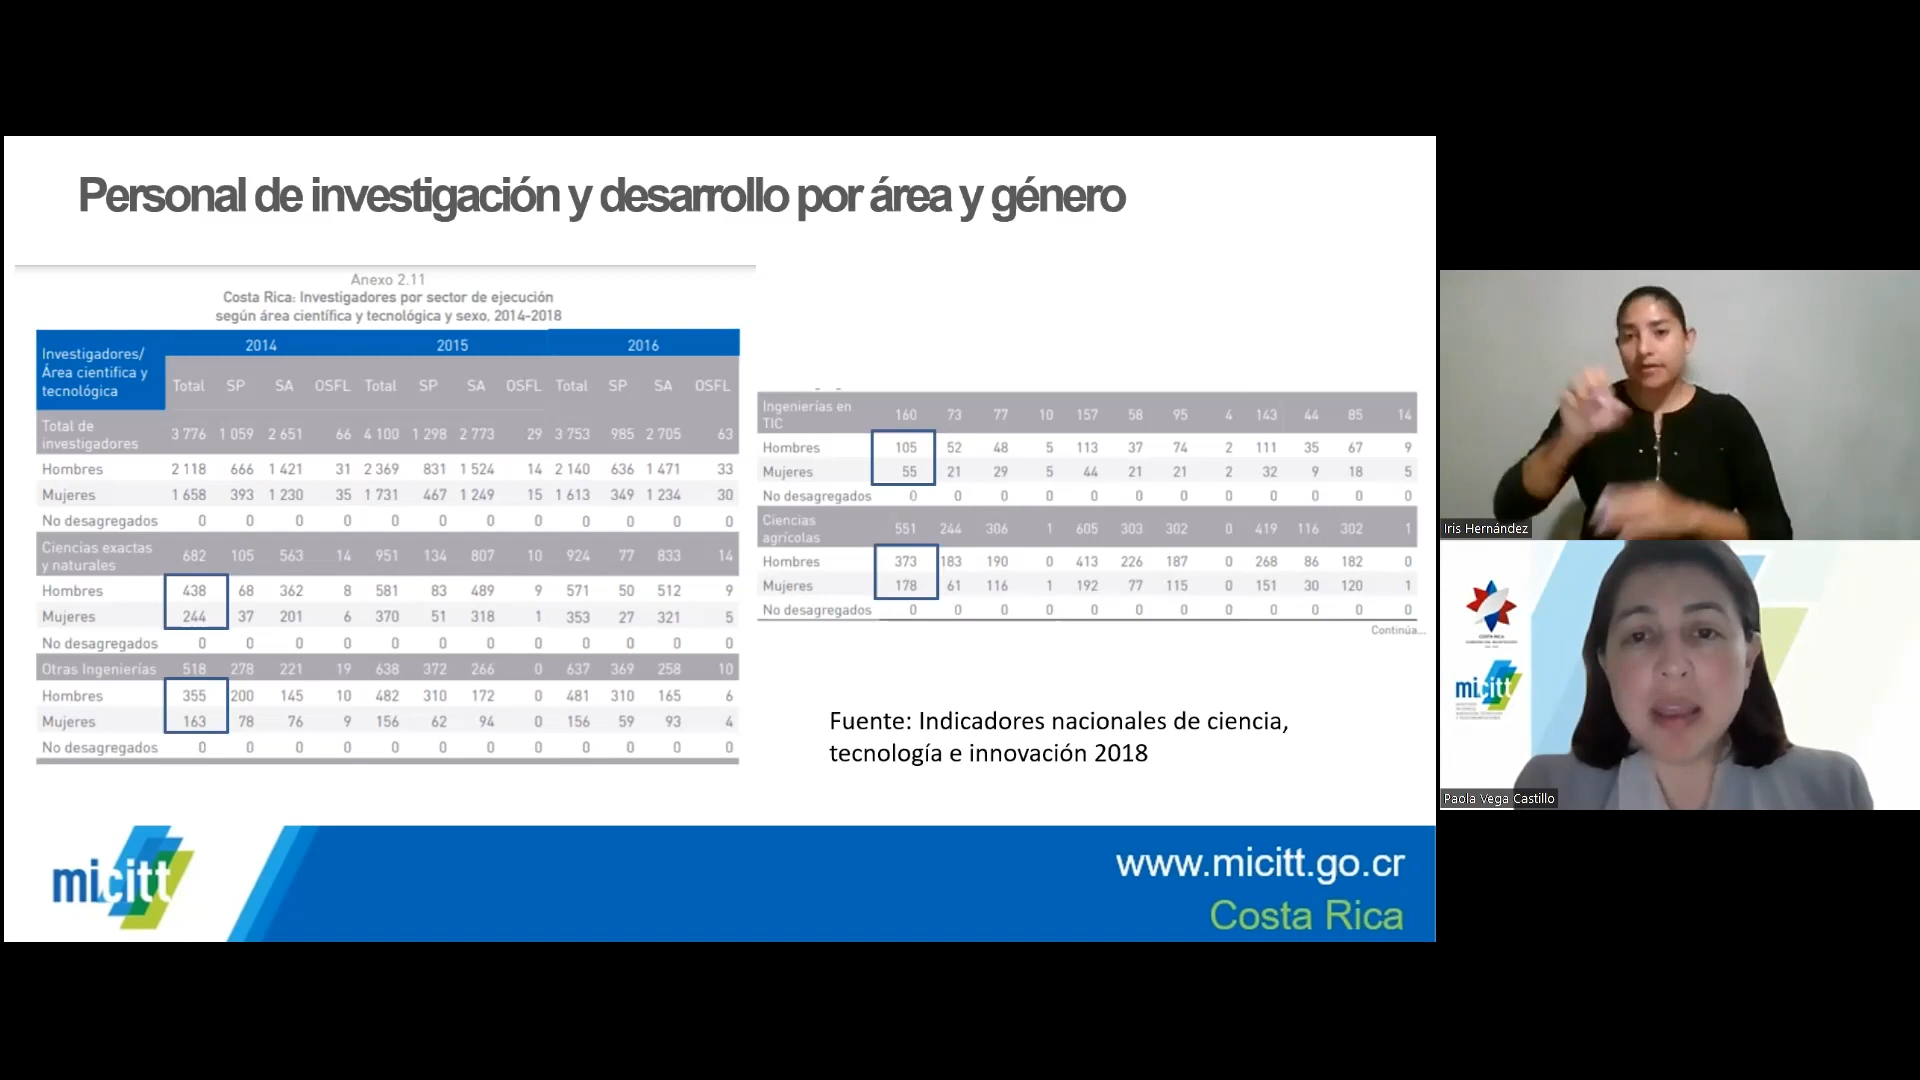 Personal de investigación y desarrollo por área y género
Anexo 2.11
Costa Rica: Investigadores por sector de ejecución
según área científica y tecnológica y sexo, 2014-2018
Investigadores/
Área científica y
tecnológica
2014 2015 2016
Total SP SA OSFL Total SP SA OSFL Total SP SA OSFL
Total de
investigadores
3 776 1 059 2 651 66 4 100 1 298 2 773 29 3 753 985 2 705 63
Hombres 2 118 666 1 421 31 2 369 831 1 524 14 2 140 636 1 471 33
Mujeres 1 658 393 1 230 35 1 731 467 1 249 15 1 613 349 1 234 30
No desagregados 0 0 0 0 0 0 0 0 0 0 0 0
Ciencias exactas
y naturales
682 105 563 14 951 134 807 10 924 77 833 14
Hombres 438 68 362 8 581 83 489 9 571 50 512 9
Mujeres 244 37 201 6 370 51 318 1 353 27 321 5
No desagregados 0 0 0 0 0 0 0 0 0 0 0 0
Otras Ingenierías 518 278 221 19 638 372 266 0 637 369 258 10
Hombres 355 200 145 10 482 310 172 0 481 310 165 6
Mujeres 163 78 76 9 156 62 94 0 156 59 93 4
No desagregados 0 0 0 0 0 0 0 0 0 0 0 0
Ingenierías en
TIC
160 73 77 10 157 58 95 4 143 44 85 14
Hombres 105 52 48 5 113 37 74 2 111 35 67 9
Mujeres 55 21 29 5 44 21 21 2 32 9 18 5
No desagregados 0 0 0 0 0 0 0 0 0 0 0 0
Ciencias
agrícolas
551 244 306 1 605 303 302 0 419 116 302 1
Hombres 373 183 190 0 413 226 187 0 268 86 182 0
Mujeres 178 61 116 1 192 77 115 0 151 30 120 1
No desagregados 0 0 0 0 0 0 0 0 0 0 0 0
Continúa...
Fuente: Indicadores nacionales de ciencia,
tecnología e innovación 2018
micitt
www.micitt.go.cr
Costa Rica
Iris Hernández
COSTA RICA
micitt
Paola Vega Castillo